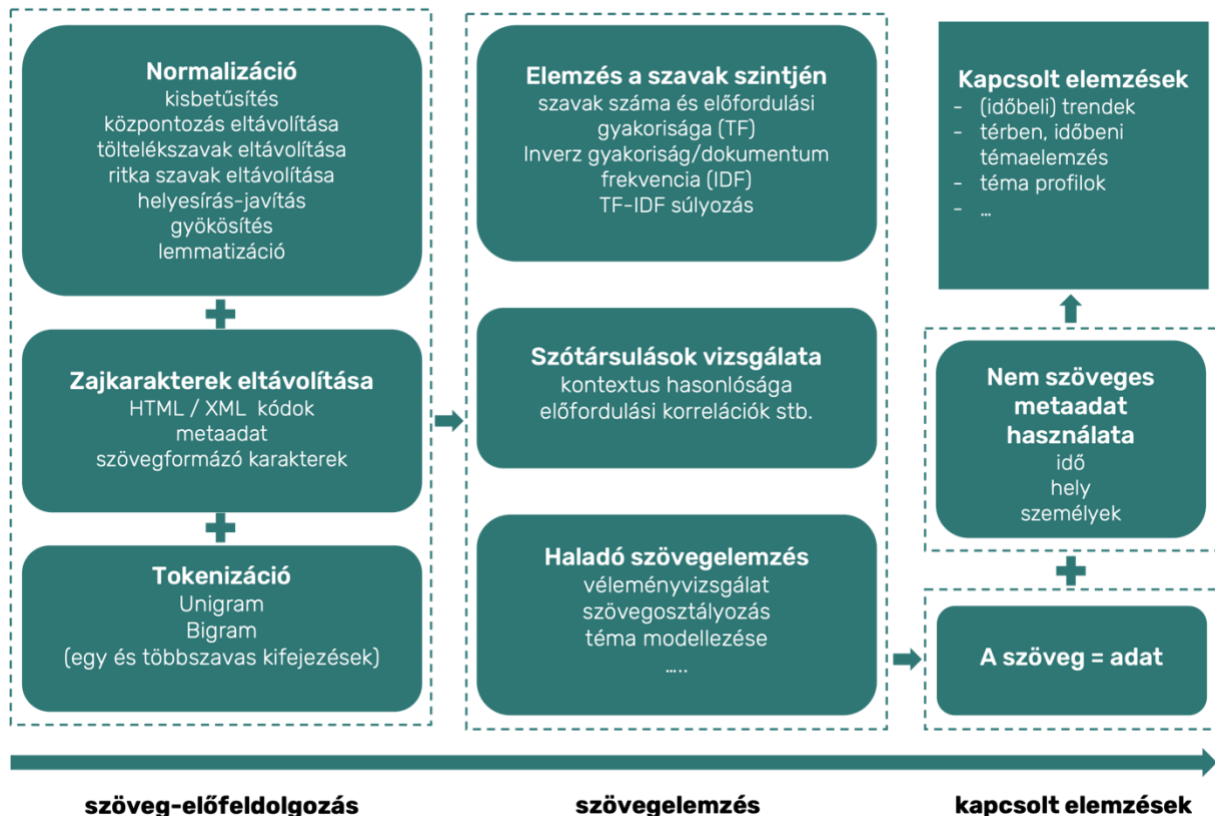 Normalizáció
kisbetűsítés
központozás eltávolítása
töltelékszavak eltávolítása
ritka szavak eltávolítása
helyesírás-javítás
gyökösítés
lemmatizáció
Zajkarakterek eltávolítása
HTML / XML kódok
metaadat
szövegformázó karakterek
Tokenizáció
Unigram
Bigram
(egy és többszavas kifejezések)
Elemzés a szavak szintjén
szavak száma és előfordulási
gyakorisága (TF)
Inverz gyakoriság/dokumentum
frekvencia (IDF)
TF-IDF súlyozás
Szótársulások vizsgálata
kontextus hasonlósága
előfordulási korrelációk stb.
Haladó szövegelemzés
véleményvizsgálat
szövegosztályozás
téma modellezése
.....
Kapcsolt elemzések
- (időbeli) trendek
- térben, időbeni
témaelemzés
- téma profilok
- ...
Nem szöveges
metaadat
használata
idő
hely
személyek
A szöveg = adat
szöveg-előfeldolgozás
szövegelemzés
kapcsolt elemzések